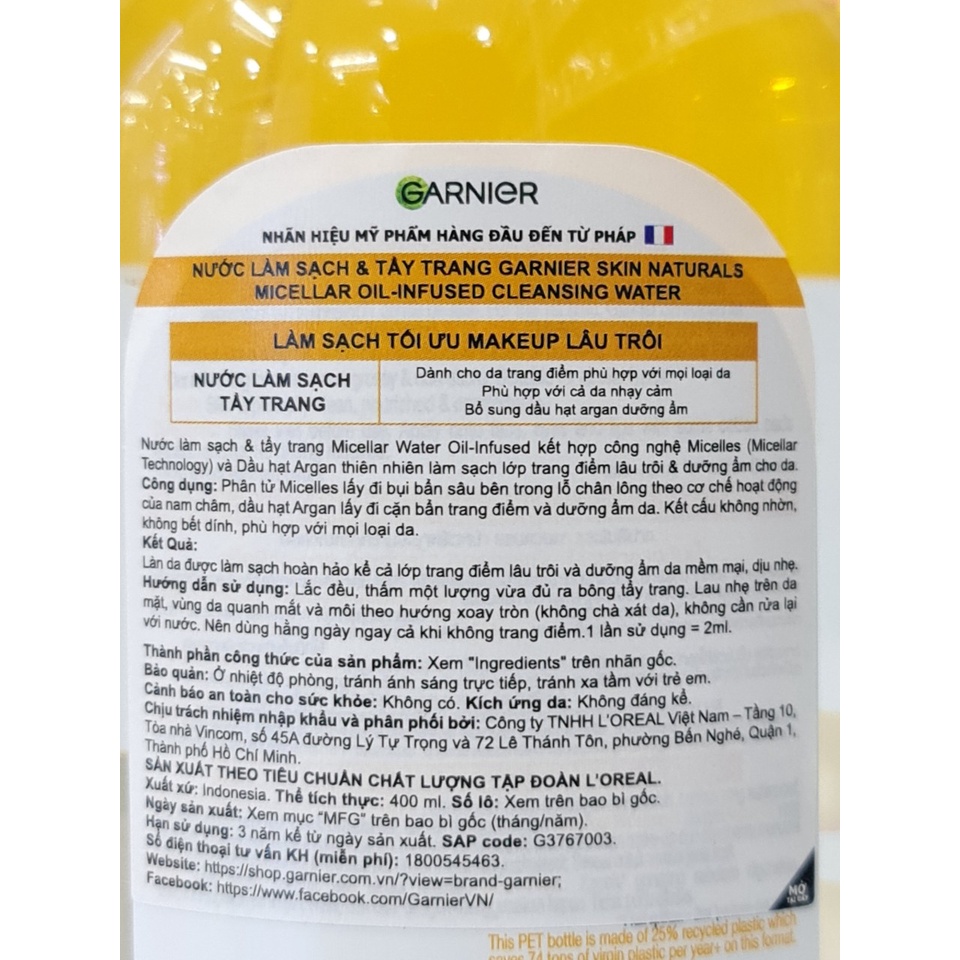 GARNIER
NHÃN HIỆU MỸ PHẨM HÀNG ĐẦU ĐẾN TỪ PHÁP
NƯỚC LÀM SẠCH & TẨY TRANG GARNIER SKIN NATURALS
MICELLAR OIL-INFUSED CLEANSING WATER
LÀM SẠCH TỐI ƯU MAKEUP LÂU TRÔI
NƯỚC LÀM SẠCH
TẨY TRANG
Dành cho da trang điểm phù hợp với mọi loại da
Phù hợp với cả da nhạy cảm
Bổ sung dầu hạt argan dưỡng ẩm
Nước làm sạch & tẩy trang Micellar Water Oil-Infused kết hợp công nghệ Micelles (Micellar
Technology) và Dầu hạt Argan thiên nhiên làm sạch lớp trang điểm lâu trôi & dưỡng ẩm cho da.
Công dụng: Phân tử Micelles lấy đi bụi bẩn sâu bên trong lỗ chân lông theo cơ chế hoạt động
của nam châm, dầu hạt Argan lấy đi cặn bẩn trang điểm và dưỡng ẩm da. Kết cấu không nhờn,
không bết dính, phù hợp với mọi loại da.
Kết Quả:
Làn da được làm sạch hoàn hảo kể cả lớp trang điểm lâu trôi và dưỡng ẩm da mềm mại, dịu nhẹ.
Hướng dẫn sử dụng: Lắc đều, thấm một lượng vừa đủ ra bông tẩy trang. Lau nhẹ trên da
mặt, vùng da quanh mắt và môi theo hướng xoay tròn (không chà xát da), không cần rửa lại
với nước. Nên dùng hằng ngày ngay cả khi không trang điểm.1 lần sử dụng = 2ml.
Thành phần công thức của sản phẩm: Xem "Ingredients" trên nhãn gốc.
Bảo quản: Ở nhiệt độ phòng, tránh ánh sáng trực tiếp, tránh xa tầm với trẻ em.
Cảnh báo an toàn cho sức khỏe: Không có. Kích ứng da: Không đáng kể.
Chịu trách nhiệm nhập khẩu và phân phối bởi: Công ty TNHH L'OREAL Việt Nam – Tầng 10,
Tòa nhà Vincom, số 45A đường Lý Tự Trọng và 72 Lê Thánh Tôn, phường Bến Nghé, Quận 1,
Thành phố Hồ Chí Minh.
SẢN XUẤT THEO TIÊU CHUẨN CHẤT LƯỢNG TẬP ĐOÀN L'OREAL.
Xuất xứ: Indonesia. Thể tích thực: 400 ml. Số lô: Xem trên bao bì gốc.
Ngày sản xuất: Xem mục "MFG" trên bao bì gốc (tháng/năm).
Hạn sử dụng: 3 năm kể từ ngày sản xuất. SAP code: G3767003.
Số điện thoại tư vấn KH (miễn phí): 1800545463.
Website: https://shop.garnier.com.vn/?view=brand-garnier;
Facebook: https://www.facebook.com/GarnierVN/
MỞ
TẠI ĐÂY
This PET bottle is made of 25% recycled plastic which
saves 74 tons of virgin plastic per year+ on this format.